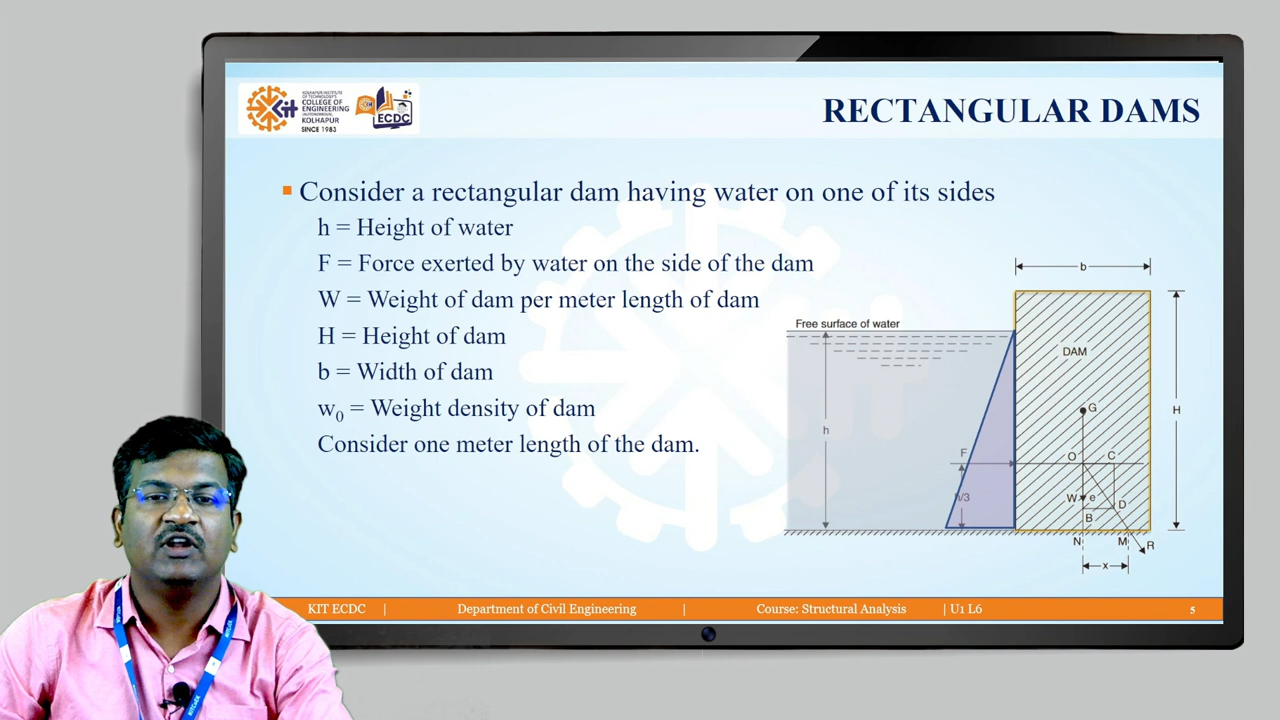 KOLHAPUR INSTITUTE
OF TECHNOLOGY'S
COLLEGE OF
ENGINEERING
(AUTONOMOUS),
KOLHAPUR
SINCE 1983
KIT
ECDC
RECTANGULAR DAMS
Consider a rectangular dam having water on one of its sides
h = Height of water
F = Force exerted by water on the side of the dam
W = Weight of dam per meter length of dam
H = Height of dam
b = Width of dam
w₀ = Weight density of dam
Consider one meter length of the dam.
b
Free surface of water
DAM
h
G
H
F
O
C
h/3
W
e
D
B
N
M
R
x
KIT ECDC | Department of Civil Engineering | Course: Structural Analysis | U1 L6 5